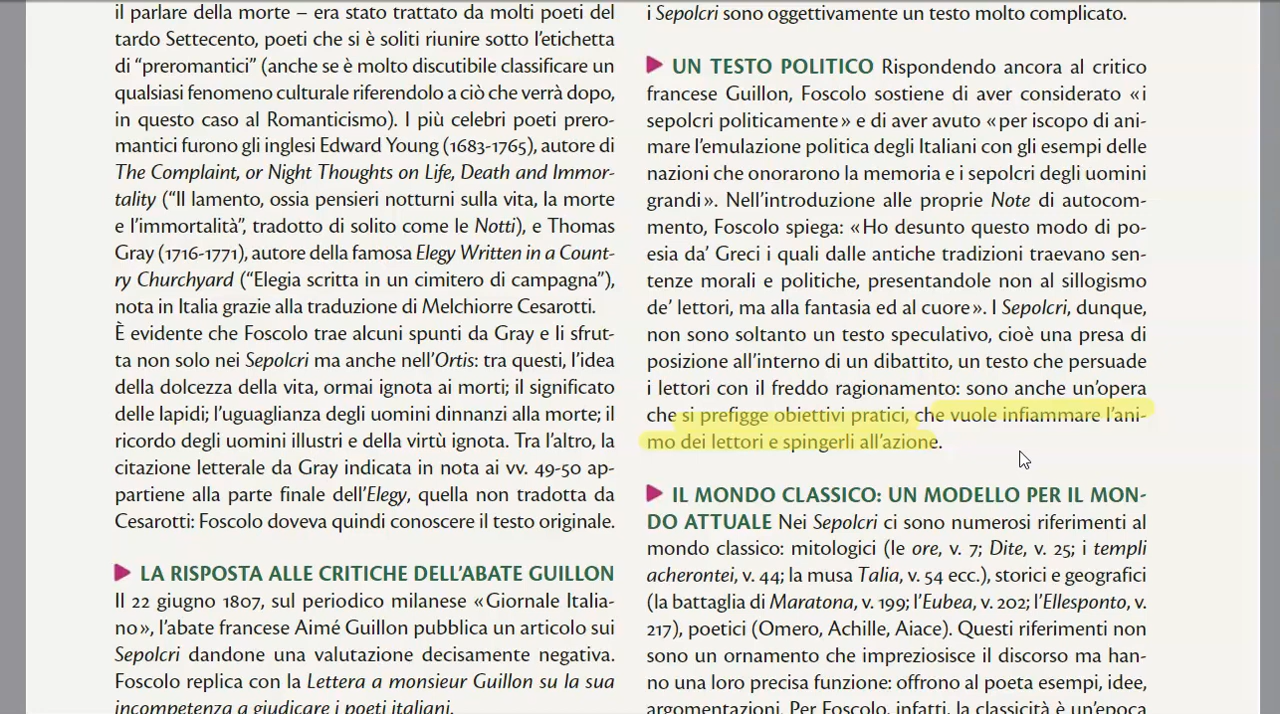 il parlare della morte – era stato trattato da molti poeti del
tardo Settecento, poeti che si è soliti riunire sotto l'etichetta
di "preromantici" (anche se è molto discutibile classificare un
qualsiasi fenomeno culturale riferendolo a ciò che verrà dopo,
in questo caso al Romanticismo). I più celebri poeti prero-
mantici furono gli inglesi Edward Young (1683-1765), autore di
The Complaint, or Night Thoughts on Life, Death and Immor-
tality ("Il lamento, ossia pensieri notturni sulla vita, la morte
e l'immortalità", tradotto di solito come le Notti), e Thomas
Gray (1716-1771), autore della famosa Elegy Written in a Count-
ry Churchyard ("Elegia scritta in un cimitero di campagna"),
nota in Italia grazie alla traduzione di Melchiorre Cesarotti.
È evidente che Foscolo trae alcuni spunti da Gray e li sfrut-
ta non solo nei Sepolcri ma anche nell'Ortis: tra questi, l'idea
della dolcezza della vita, ormai ignota ai morti; il significato
delle lapidi; l'uguaglianza degli uomini dinnanzi alla morte; il
ricordo degli uomini illustri e della virtù ignota. Tra l'altro, la
citazione letterale da Gray indicata in nota ai vv. 49-50 ap-
partiene alla parte finale dell'Elegy, quella non tradotta da
Cesarotti: Foscolo doveva quindi conoscere il testo originale.
LA RISPOSTA ALLE CRITICHE DELL'ABATE GUILLON
Il 22 giugno 1807, sul periodico milanese «Giornale Italia-
no», l'abate francese Aimé Guillon pubblica un articolo sui
Sepolcri dandone una valutazione decisamente negativa.
Foscolo replica con la Lettera a monsieur Guillon su la sua
incompetenza a giudicare i poeti italiani.
i Sepolcri sono oggettivamente un testo molto complicato.
UN TESTO POLITICO Rispondendo ancora al critico
francese Guillon, Foscolo sostiene di aver considerato «i
sepolcri politicamente» e di aver avuto «per iscopo di ani-
mare l'emulazione politica degli Italiani con gli esempi delle
nazioni che onorarono la memoria e i sepolcri degli uomini
grandi». Nell'introduzione alle proprie Note di autocom-
mento, Foscolo spiega: «Ho desunto questo modo di po-
esia da' Greci i quali dalle antiche tradizioni traevano sen-
tenze morali e politiche, presentandole non al sillogismo
de' lettori, ma alla fantasia ed al cuore». I Sepolcri, dunque,
non sono soltanto un testo speculativo, cioè una presa di
posizione all'interno di un dibattito, un testo che persuade
i lettori con il freddo ragionamento: sono anche un'opera
che si prefigge obiettivi pratici, che vuole infiammare l'ani-
mo dei lettori e spingerli all'azione.
IL MONDO CLASSICO: UN MODELLO PER IL MON-
DO ATTUALE Nei Sepolcri ci sono numerosi riferimenti al
mondo classico: mitologici (le ore, v. 7; Dite, v. 25; i templi
acherontei, v. 44; la musa Talia, v. 54 ecc.), storici e geografici
(la battaglia di Maratona, v. 199; l'Eubea, v. 202; l'Ellesponto, v.
217), poetici (Omero, Achille, Aiace). Questi riferimenti non
sono un ornamento che impreziosisce il discorso ma han-
no una loro precisa funzione: offrono al poeta esempi, idee,
argomentazioni. Per Foscolo, infatti, la classicità è un'epoca